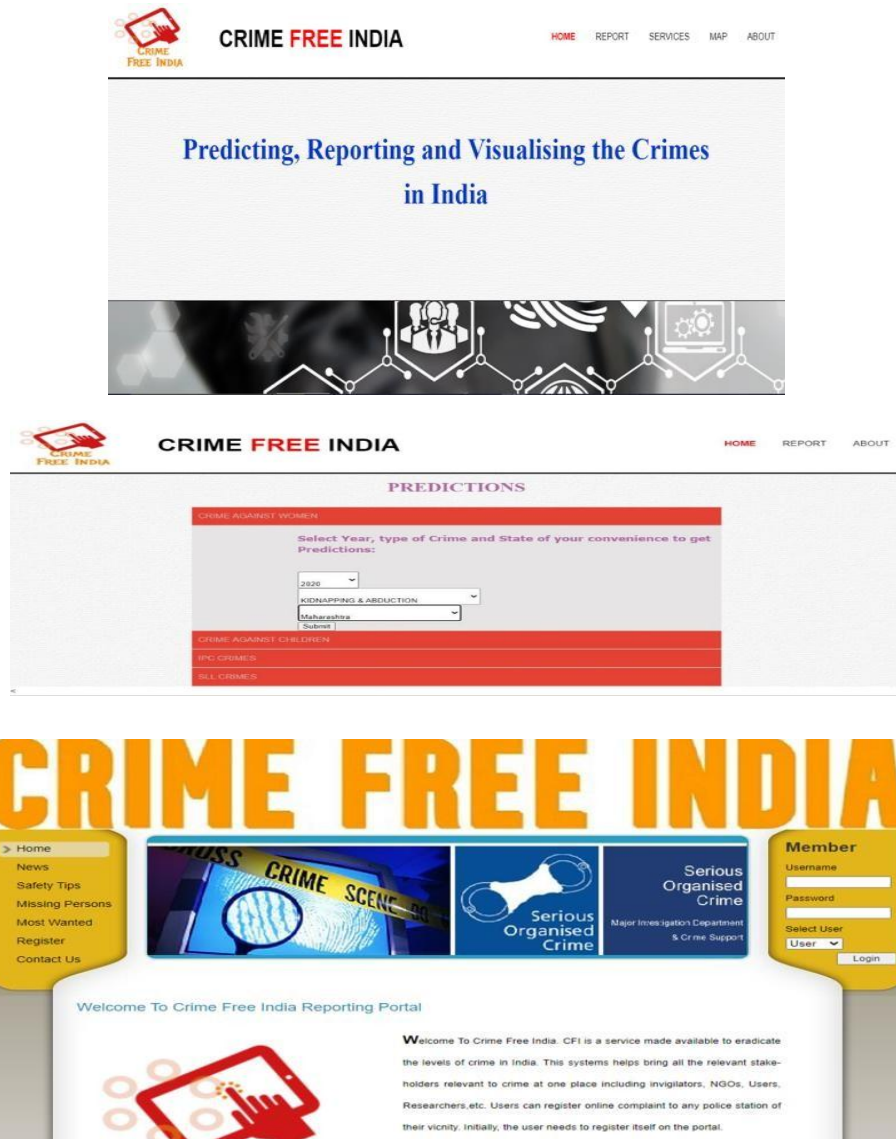 CRIME
FREE INDIA
CRIME FREE INDIA
HOME REPORT SERVICES MAP ABOUT
Predicting, Reporting and Visualising the Crimes
in India
CRIME
FREE INDIA
CRIME FREE INDIA
HOME REPORT ABOUT
PREDICTIONS
CRIME AGAINST WOMEN
Select Year, type of Crime and State of your convenience to get
Predictions:
2020
KIDNAPPING & ABDUCTION
Maharashtra
Submit
CRIME AGAINST CHILDREN
IPC CRIMES
SLL CRIMES
<
CRIME FREE INDIA
> Home
News
Safety Tips
Missing Persons
Most Wanted
Register
Contact Us
CRIME SCENE DO
Serious
Organised
Crime
Serious
Organised
Crime
Major Investigation Department
& Crime Support
Member
Username
Password
Select User
User
Login
Welcome To Crime Free India Reporting Portal
Welcome To Crime Free India. CFI is a service made available to eradicate
the levels of crime in India. This systems helps bring all the relevant stake-
holders relevant to crime at one place including invigilators, NGOs, Users,
Researchers,etc. Users can register online complaint to any police station of
their vicnity. Initially, the user needs to register itself on the portal.